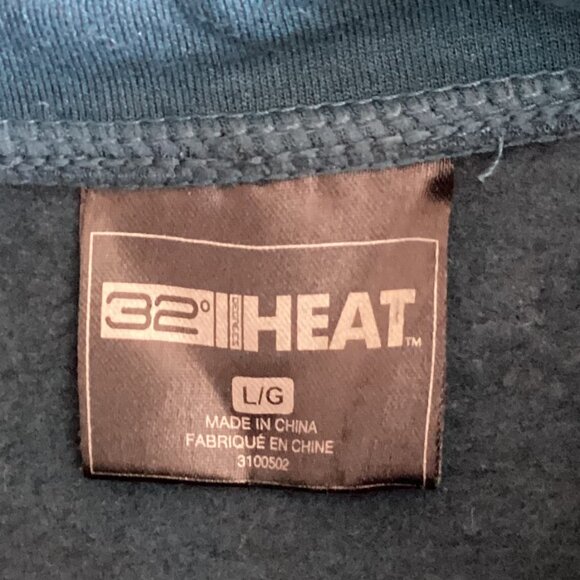 32° HEAT™
L/G
MADE IN CHINA
FABRIQUÉ EN CHINE
3100502